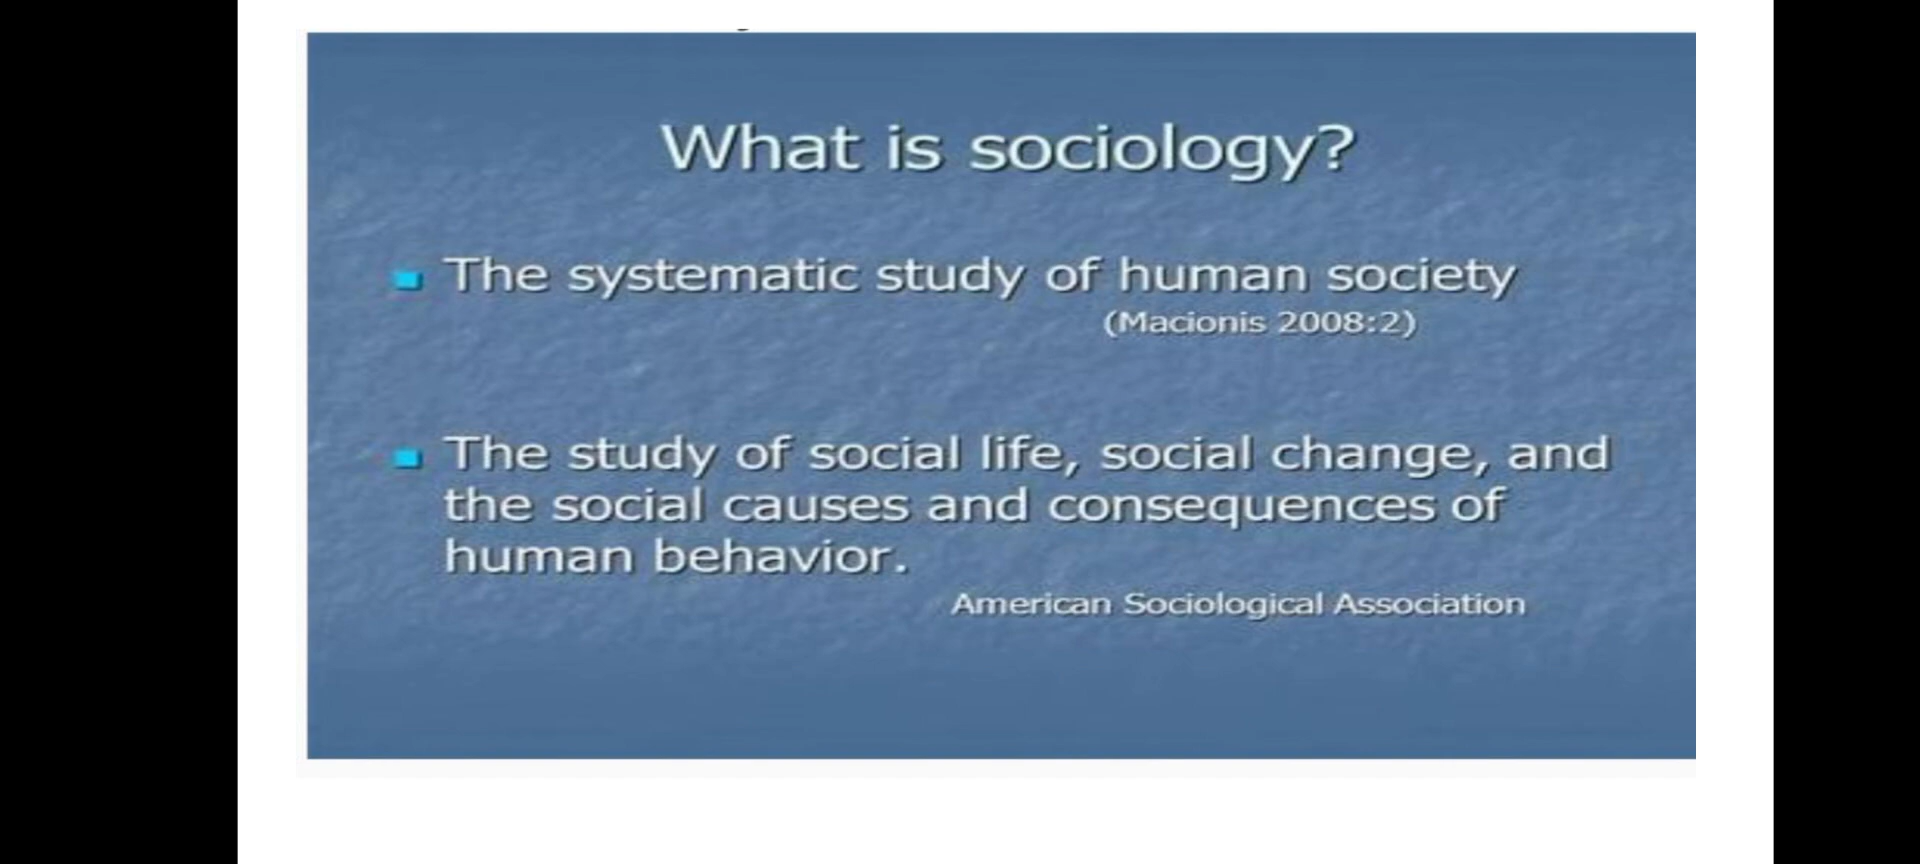 What is sociology?
The systematic study of human society
(Macionis 2008:2)
The study of social life, social change, and
the social causes and consequences of
human behavior.
American Sociological Association